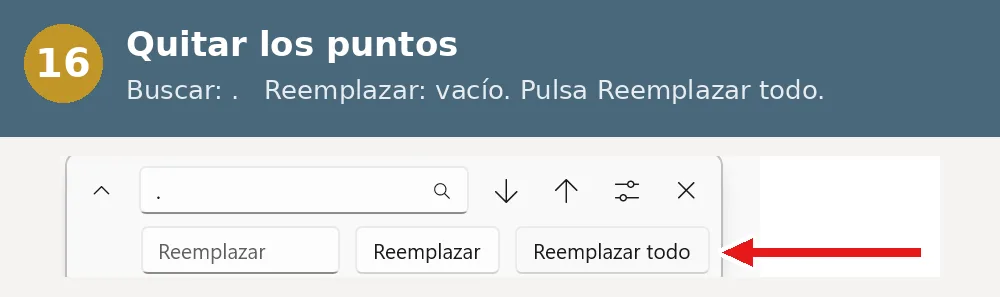 16
Quitar los puntos
Buscar: .   Reemplazar: vacío. Pulsa Reemplazar todo.
.
Reemplazar Reemplazar Reemplazar todo